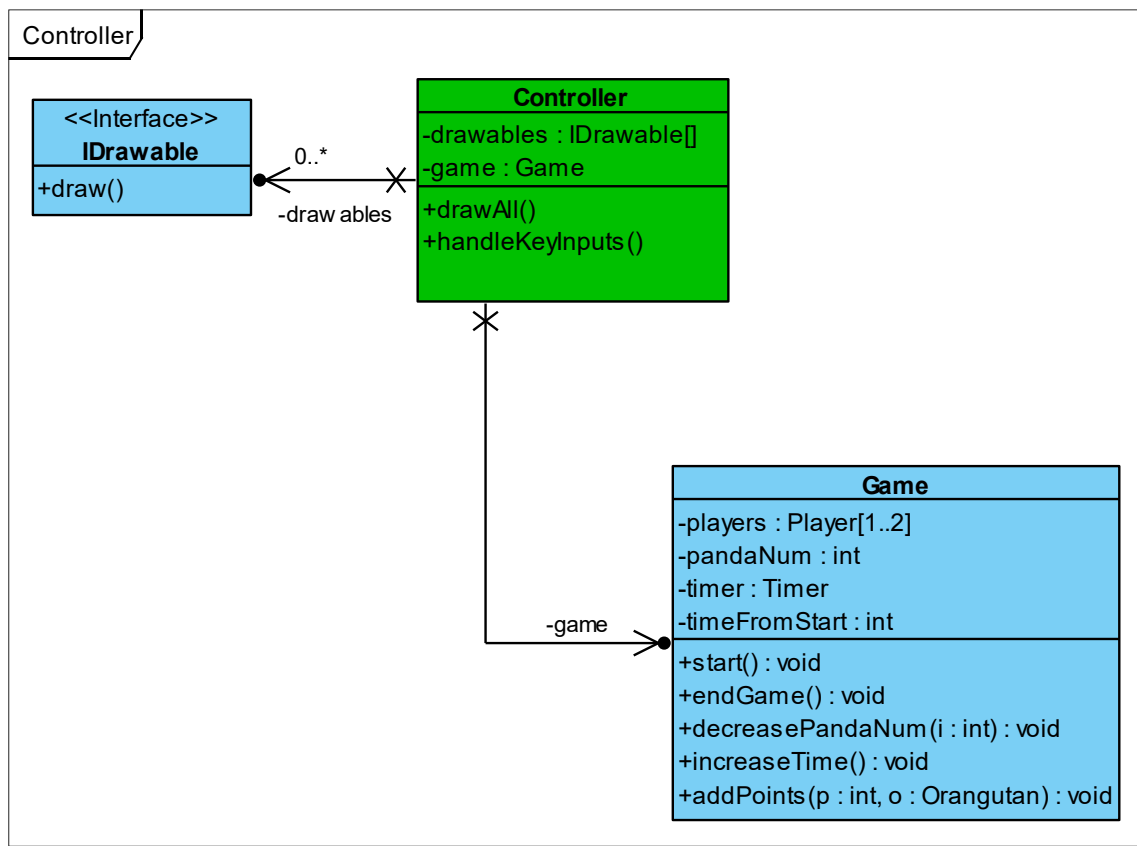 Controller
<<Interface>>
IDrawable
+draw()
0..*
-draw ables
Controller
-drawables : IDrawable[]
-game : Game
+drawAll()
+handleKeyInputs()
-game
Game
-players : Player[1..2]
-pandaNum : int
-timer : Timer
-timeFromStart : int
+start() : void
+endGame() : void
+decreasePandaNum(i : int) : void
+increaseTime() : void
+addPoints(p : int, o : Orangutan) : void